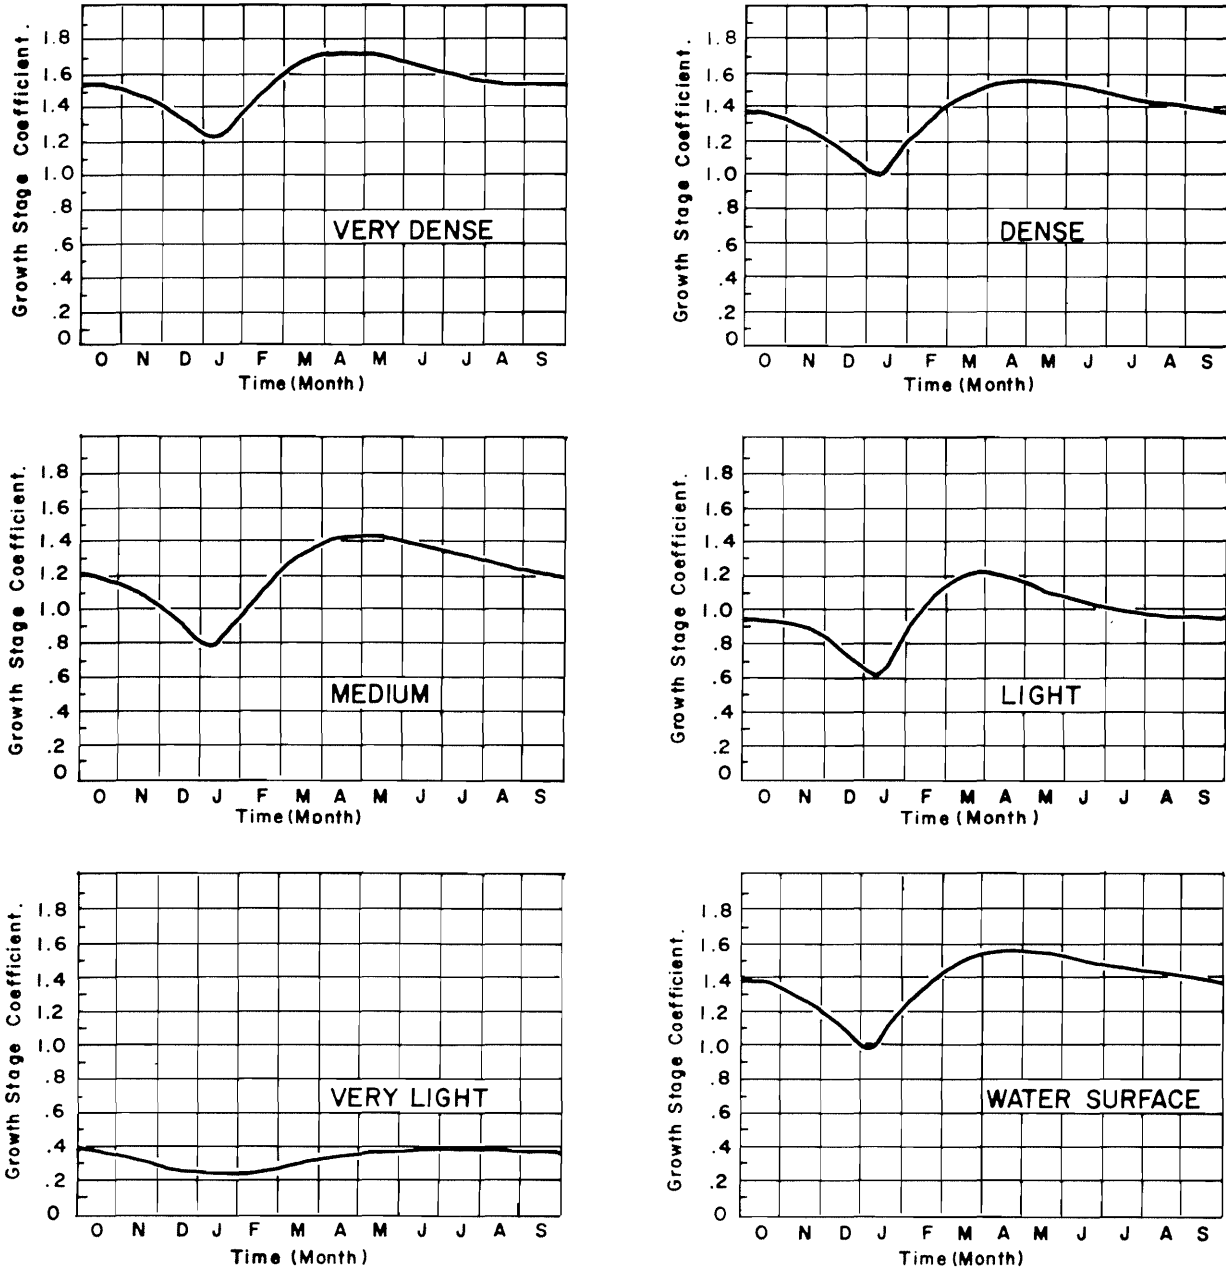 Growth Stage Coefficient.
1.8
1.6
1.4
1.2
1.0
.8
.6
.4
.2
0
VERY DENSE
O N D J F M A M J J A S
Time (Month)
Growth Stage Coefficient.
1.8
1.6
1.4
1.2
1.0
.8
.6
.4
.2
0
DENSE
O N D J F M A M J J A S
Time (Month)
Growth Stage Coefficient.
1.8
1.6
1.4
1.2
1.0
.8
.6
.4
.2
0
MEDIUM
O N D J F M A M J J A S
Time (Month)
Growth Stage Coefficient.
1.8
1.6
1.4
1.2
1.0
.8
.6
.4
.2
0
LIGHT
O N D J F M A M J J A S
Time (Month)
Growth Stage Coefficient.
1.8
1.6
1.4
1.2
1.0
.8
.6
.4
.2
0
VERY LIGHT
O N D J F M A M J J A S
Time (Month)
Growth Stage Coefficient.
1.8
1.6
1.4
1.2
1.0
.8
.6
.4
.2
0
WATER SURFACE
O N D J F M A M J J A S
Time (Month)